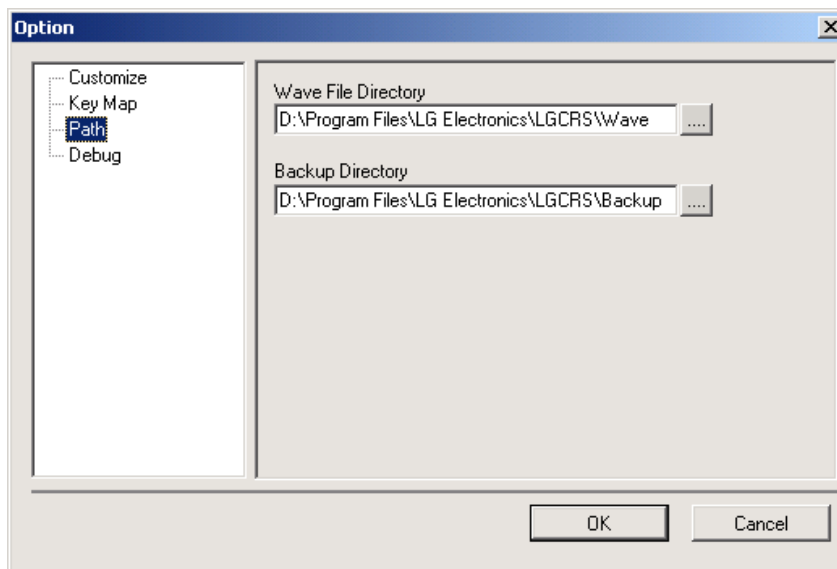 Option
Customize
Key Map
Path
Debug
Wave File Directory
D:\Program Files\LG Electronics\LGCRS\Wave
....
Backup Directory
D:\Program Files\LG Electronics\LGCRS\Backup
....
OK
Cancel